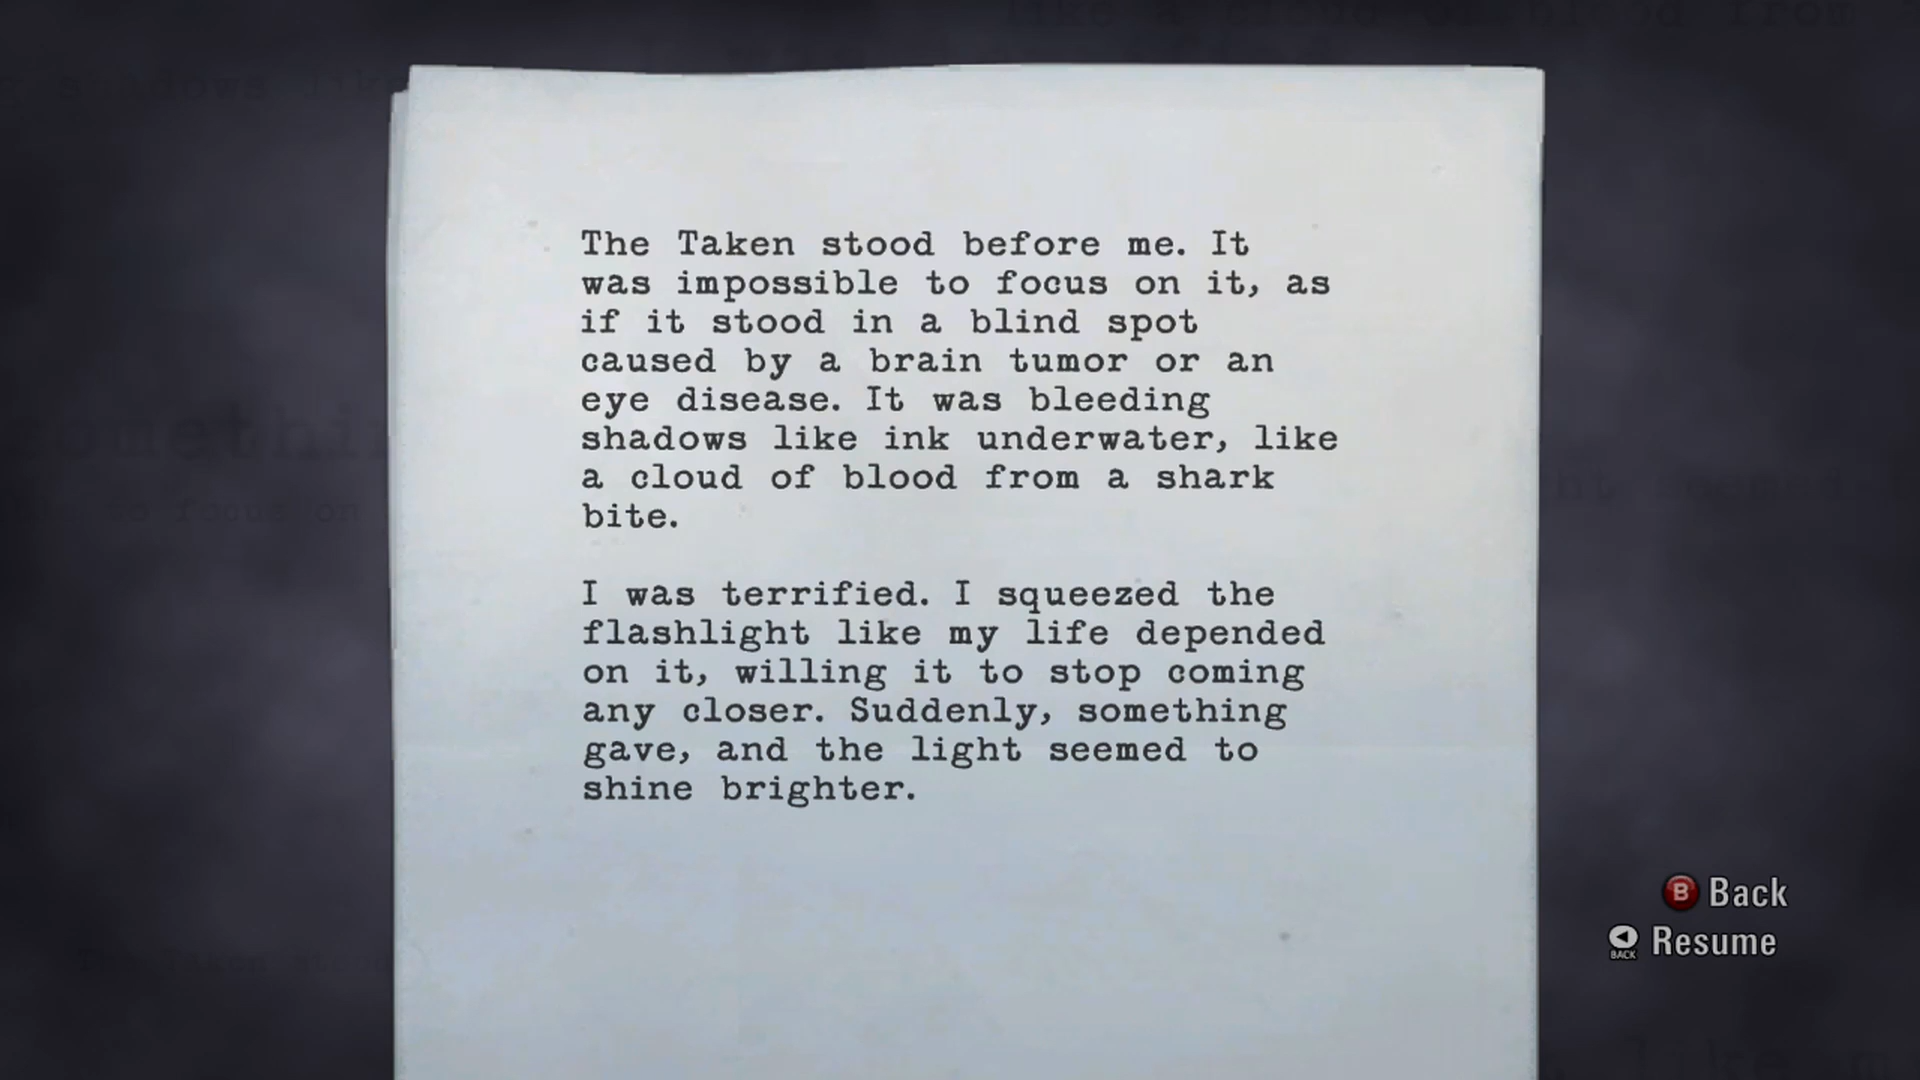 The Taken stood before me. It
was impossible to focus on it, as
if it stood in a blind spot
caused by a brain tumor or an
eye disease. It was bleeding
shadows like ink underwater, like
a cloud of blood from a shark
bite.
I was terrified. I squeezed the
flashlight like my life depended
on it, willing it to stop coming
any closer. Suddenly, something
gave, and the light seemed to
shine brighter.
B Back
BACK Resume